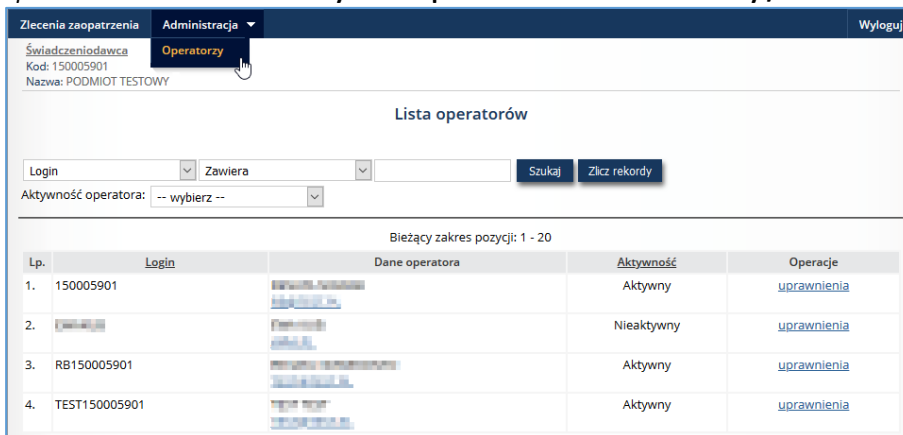 Zlecenia zaopatrzenia Administracja Wyloguj
Świadczeniodawca Operatorzy
Kod: 150005901
Nazwa: PODMIOT TESTOWY
Lista operatorów
Login Zawiera Szukaj Zlicz rekordy
Aktywność operatora: -- wybierz --
Bieżący zakres pozycji: 1 - 20
Lp. Login Dane operatora Aktywność Operacje
1. 150005901 Aktywny uprawnienia
2. Nieaktywny uprawnienia
3. RB150005901 Aktywny uprawnienia
4. TEST150005901 Aktywny uprawnienia